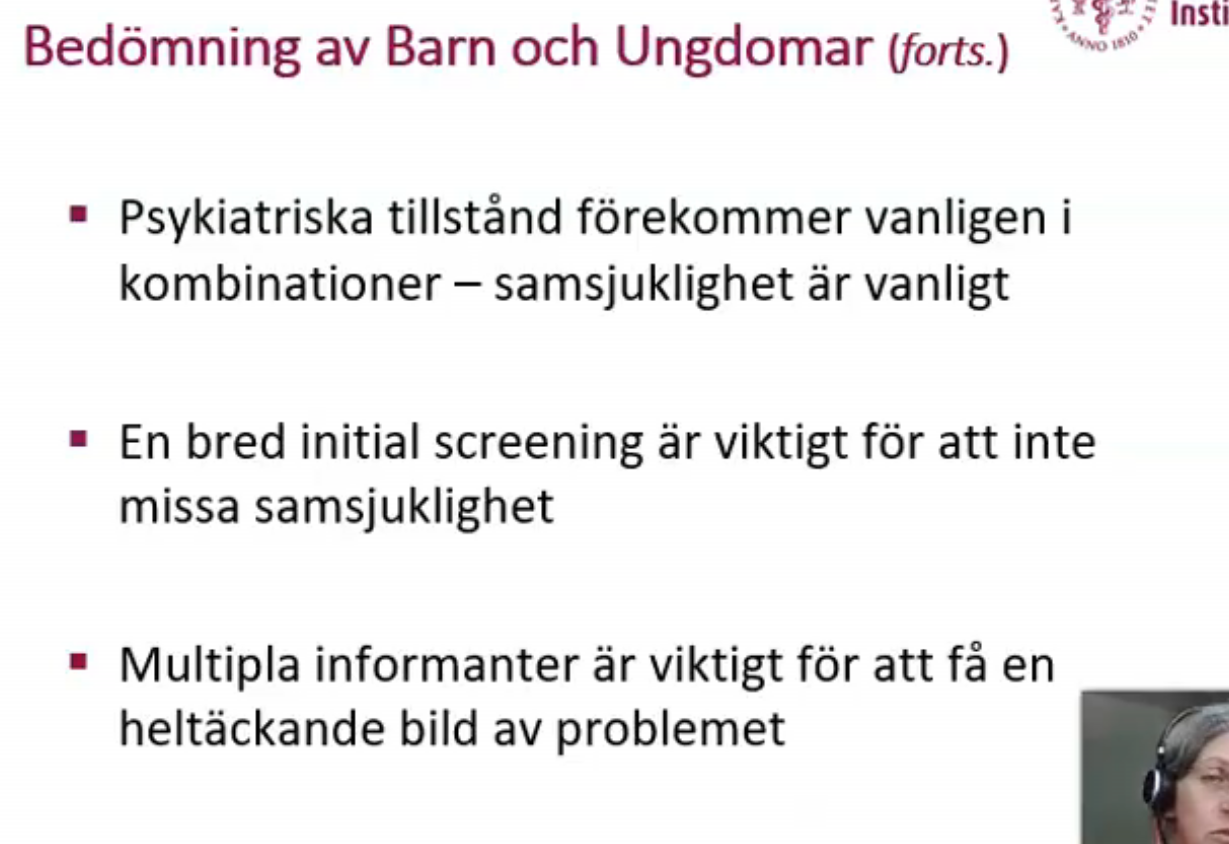 Bedömning av Barn och Ungdomar (forts.)
ANNO 1810
▪ Psykiatriska tillstånd förekommer vanligen i
kombinationer – samsjuklighet är vanligt
▪ En bred initial screening är viktigt för att inte
missa samsjuklighet
▪ Multipla informanter är viktigt för att få en
heltäckande bild av problemet